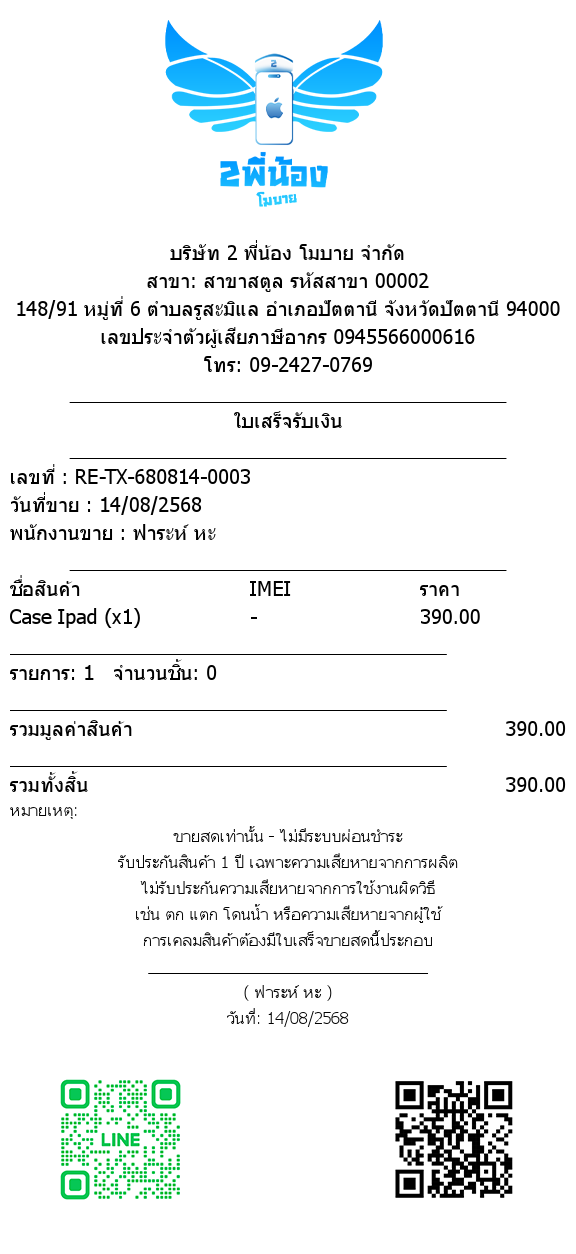 2
2พี่น้อง
โมบาย
บริษัท 2 พี่น้อง โมบาย จำกัด
สาขา: สาขาสตูล รหัสสาขา 00002
148/91 หมู่ที่ 6 ตำบลรูสะมิแล อำเภอปัตตานี จังหวัดปัตตานี 94000
เลขประจำตัวผู้เสียภาษีอากร 0945566000616
โทร: 09-2427-0769
ใบเสร็จรับเงิน
เลขที่ : RE-TX-680814-0003
วันที่ขาย : 14/08/2568
พนักงานขาย : ฟาระห์ หะ
ชื่อสินค้า IMEI ราคา
Case Ipad (x1) - 390.00
รายการ: 1 จำนวนชิ้น: 0
รวมมูลค่าสินค้า 390.00
รวมทั้งสิ้น 390.00
หมายเหตุ:
ขายสดเท่านั้น - ไม่มีระบบผ่อนชำระ
รับประกันสินค้า 1 ปี เฉพาะความเสียหายจากการผลิต
ไม่รับประกันความเสียหายจากการใช้งานผิดวิธี
เช่น ตก แตก โดนน้ำ หรือความเสียหายจากผู้ใช้
การเคลมสินค้าต้องมีใบเสร็จขายสดนี้ประกอบ
( ฟาระห์ หะ )
วันที่: 14/08/2568
LINE